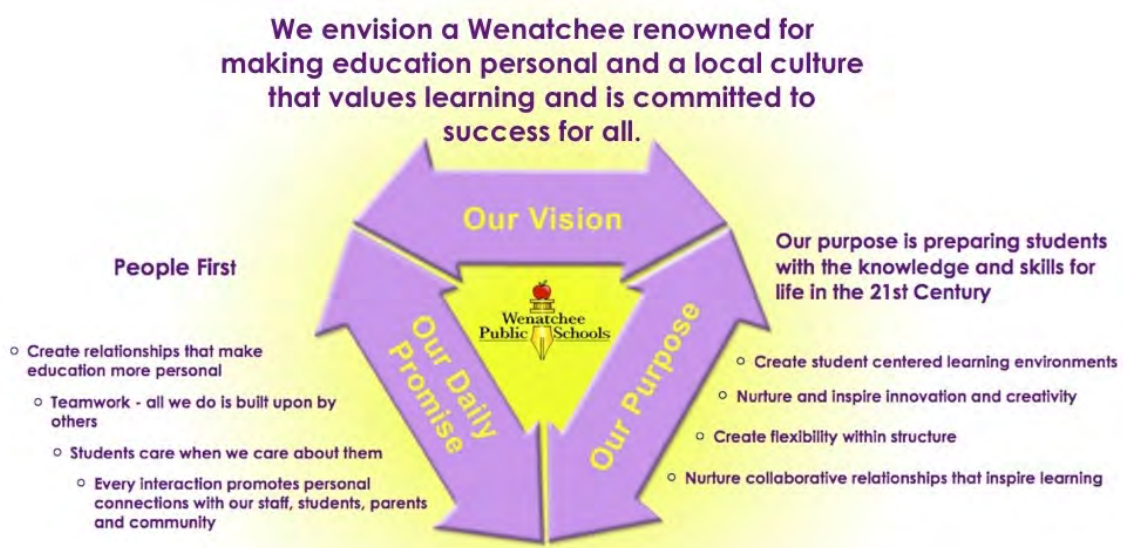 We envision a Wenatchee renowned for
making education personal and a local culture
that values learning and is committed to
success for all.
Our Vision
People First
○ Create relationships that make
education more personal
○ Teamwork - all we do is built upon by
others
○ Students care when we care about them
○ Every interaction promotes personal
connections with our staff, students, parents
and community
Our Daily
Promise
Wenatchee
Public Schools
Our Purpose
Our purpose is preparing students
with the knowledge and skills for
life in the 21st Century
○ Create student centered learning environments
○ Nurture and inspire innovation and creativity
○ Create flexibility within structure
○ Nurture collaborative relationships that inspire learning